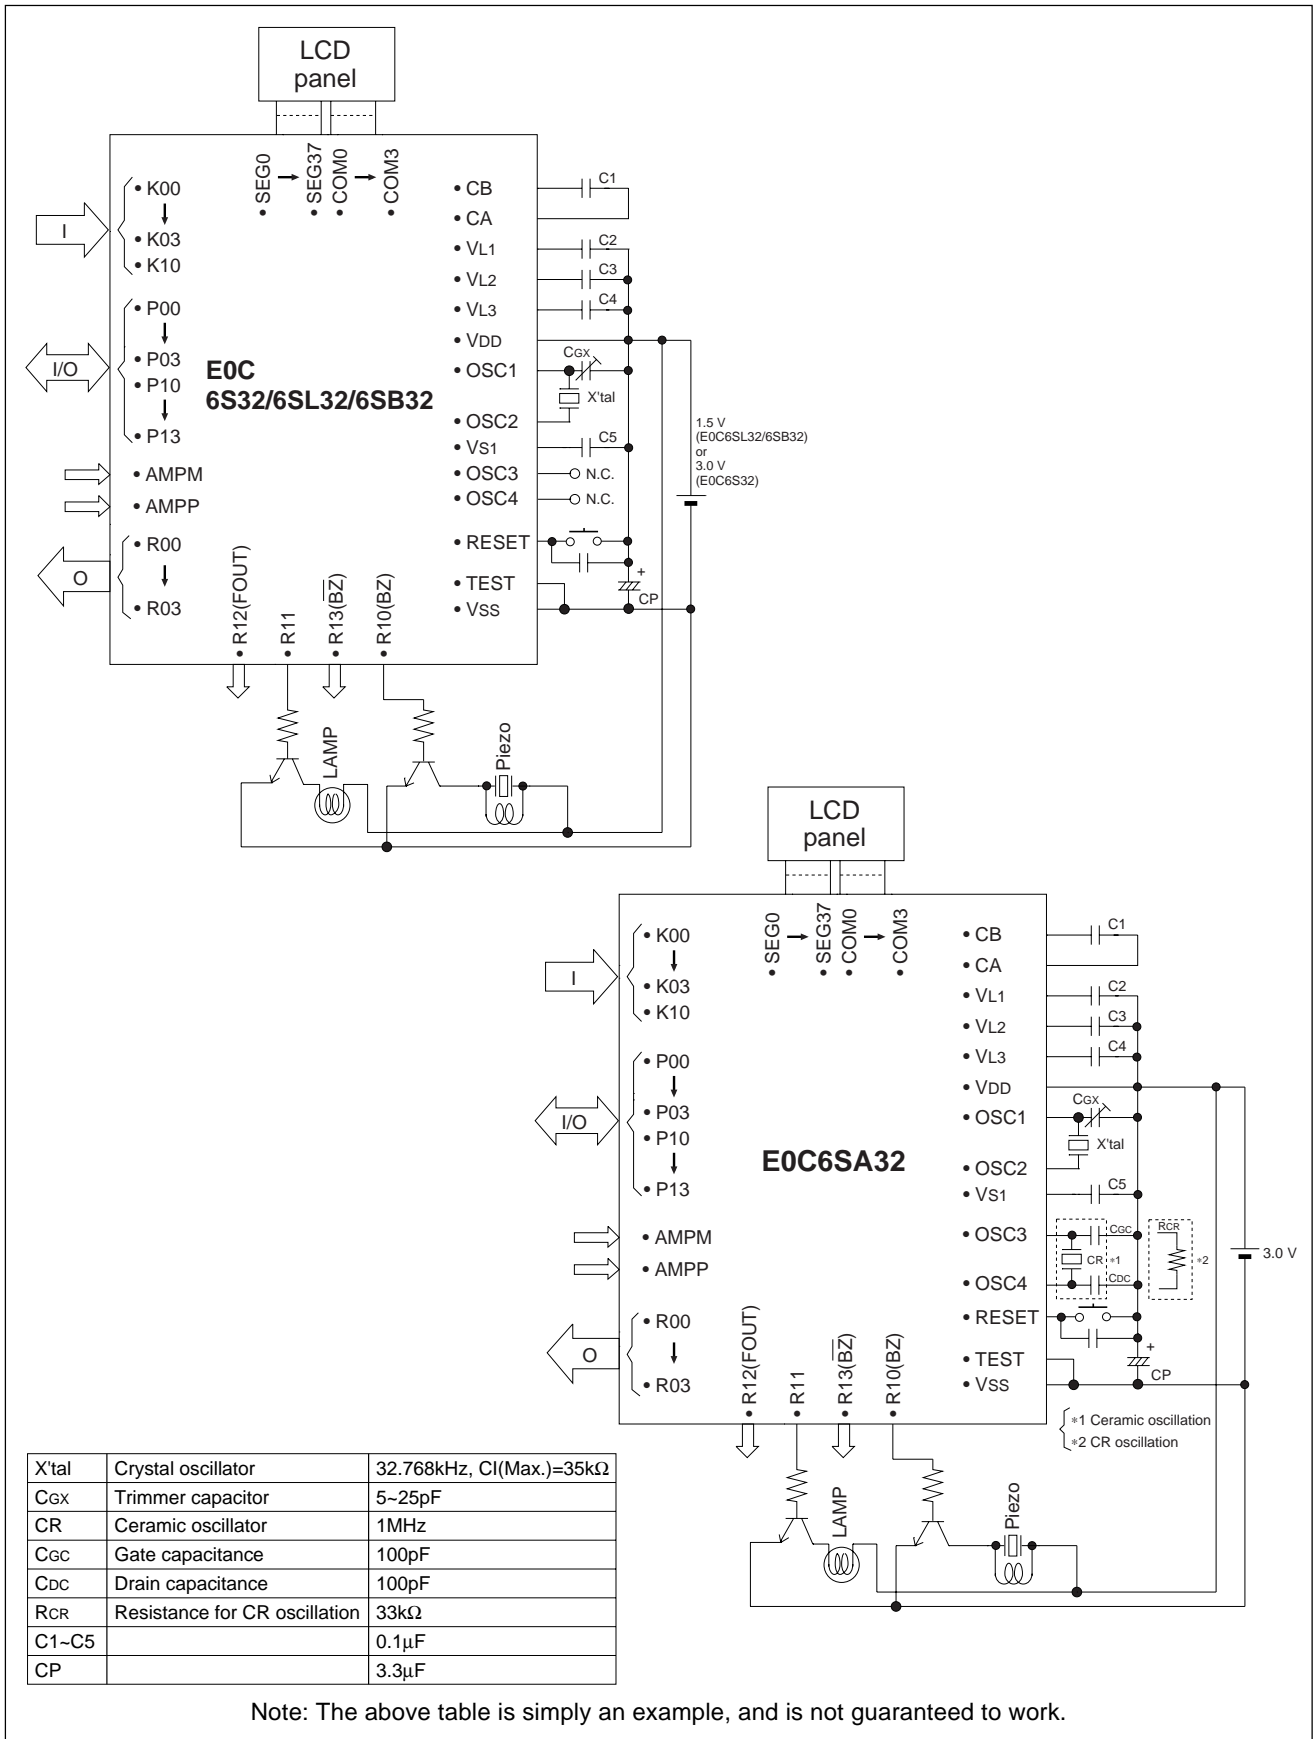 LCD
panel
SEG0
SEG37
COM0
COM3
K00
K03
K10
I
P00
P03
P10
P13
I/O
AMPM
AMPP
R00
R03
O
E0C
6S32/6SL32/6SB32
CB
CA
VL1
VL2
VL3
VDD
OSC1
OSC2
VS1
OSC3
OSC4
RESET
TEST
VSS
C1
C2
C3
C4
CGX
X'tal
C5
N.C.
N.C.
+
CP
1.5 V
(E0C6SL32/6SB32)
or
3.0 V
(E0C6S32)
R12(FOUT)
R11
R13(BZ)
R10(BZ)
LAMP
Piezo
LCD
panel
SEG0
SEG37
COM0
COM3
K00
K03
K10
I
P00
P03
P10
P13
I/O
AMPM
AMPP
R00
R03
O
E0C6SA32
CB
CA
VL1
VL2
VL3
VDD
OSC1
OSC2
VS1
OSC3
OSC4
RESET
TEST
VSS
C1
C2
C3
C4
CGX
X'tal
C5
CGC
CR *1
CDC
RCR
*2
3.0 V
+
CP
*1 Ceramic oscillation
*2 CR oscillation
R12(FOUT)
R11
R13(BZ)
R10(BZ)
LAMP
Piezo
X'tal Crystal oscillator 32.768kHz, CI(Max.)=35kΩ
CGX Trimmer capacitor 5~25pF
CR Ceramic oscillator 1MHz
CGC Gate capacitance 100pF
CDC Drain capacitance 100pF
RCR Resistance for CR oscillation 33kΩ
C1~C5 0.1µF
CP 3.3µF
Note: The above table is simply an example, and is not guaranteed to work.